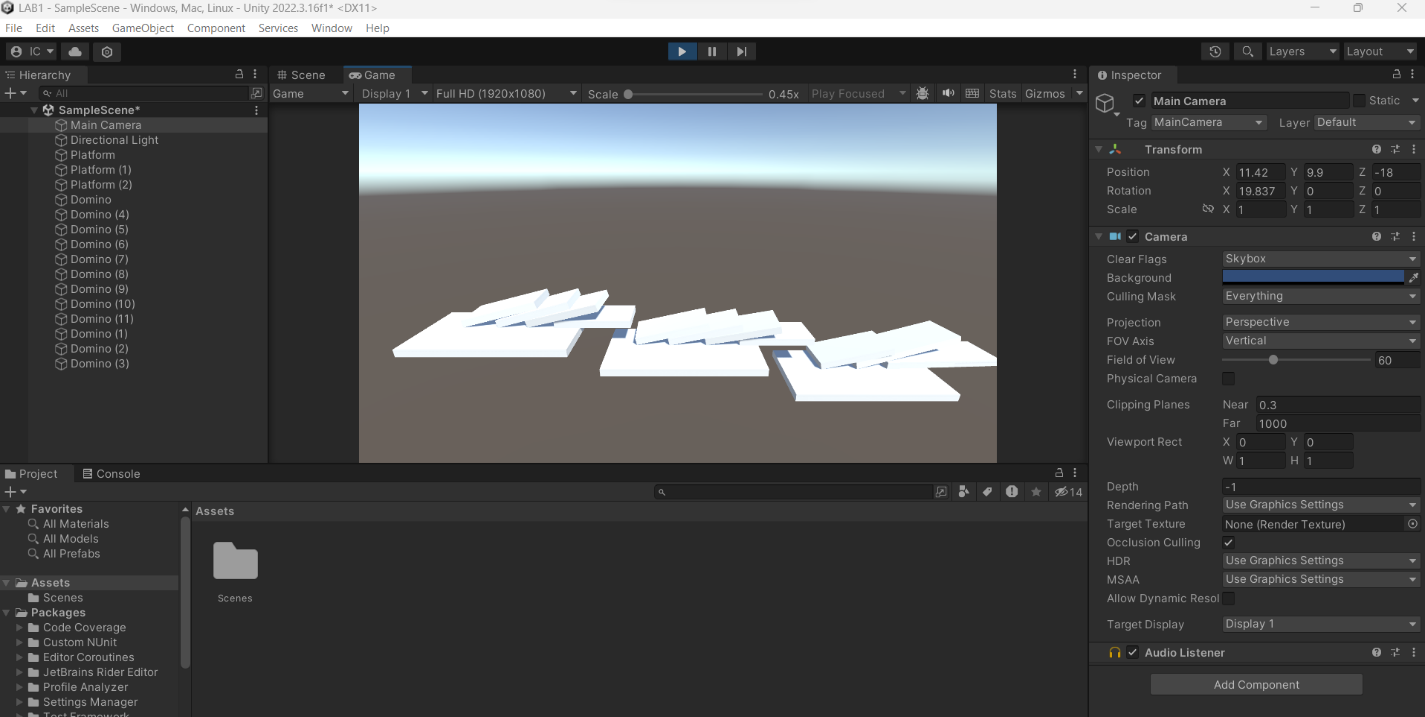 LAB1 - SampleScene - Windows, Mac, Linux - Unity 2022.3.16f1* <DX11>
File Edit Assets GameObject Component Services Window Help
IC Layers Layout
Hierarchy
All
SampleScene*
Main Camera
Directional Light
Platform
Platform (1)
Platform (2)
Domino
Domino (4)
Domino (5)
Domino (6)
Domino (7)
Domino (8)
Domino (9)
Domino (10)
Domino (11)
Domino (1)
Domino (2)
Domino (3)
Scene Game
Game Display 1 Full HD (1920x1080) Scale 0.45x Play Focused Stats Gizmos
Inspector
Main Camera Static
Tag MainCamera Layer Default
Transform
Position X 11.42 Y 9.9 Z -18
Rotation X 19.837 Y 0 Z 0
Scale X 1 Y 1 Z 1
Camera
Clear Flags Skybox
Background
Culling Mask Everything
Projection Perspective
FOV Axis Vertical
Field of View 60
Physical Camera
Clipping Planes Near 0.3
Far 1000
Viewport Rect X 0 Y 0
W 1 H 1
Depth -1
Rendering Path Use Graphics Settings
Target Texture None (Render Texture)
Occlusion Culling
HDR Use Graphics Settings
MSAA Use Graphics Settings
Allow Dynamic Resol
Target Display Display 1
Audio Listener
Add Component
Project Console
14
Favorites
All Materials
All Models
All Prefabs
Assets
Scenes
Packages
Code Coverage
Custom NUnit
Editor Coroutines
JetBrains Rider Editor
Profile Analyzer
Settings Manager
Test Framework
Assets
Scenes